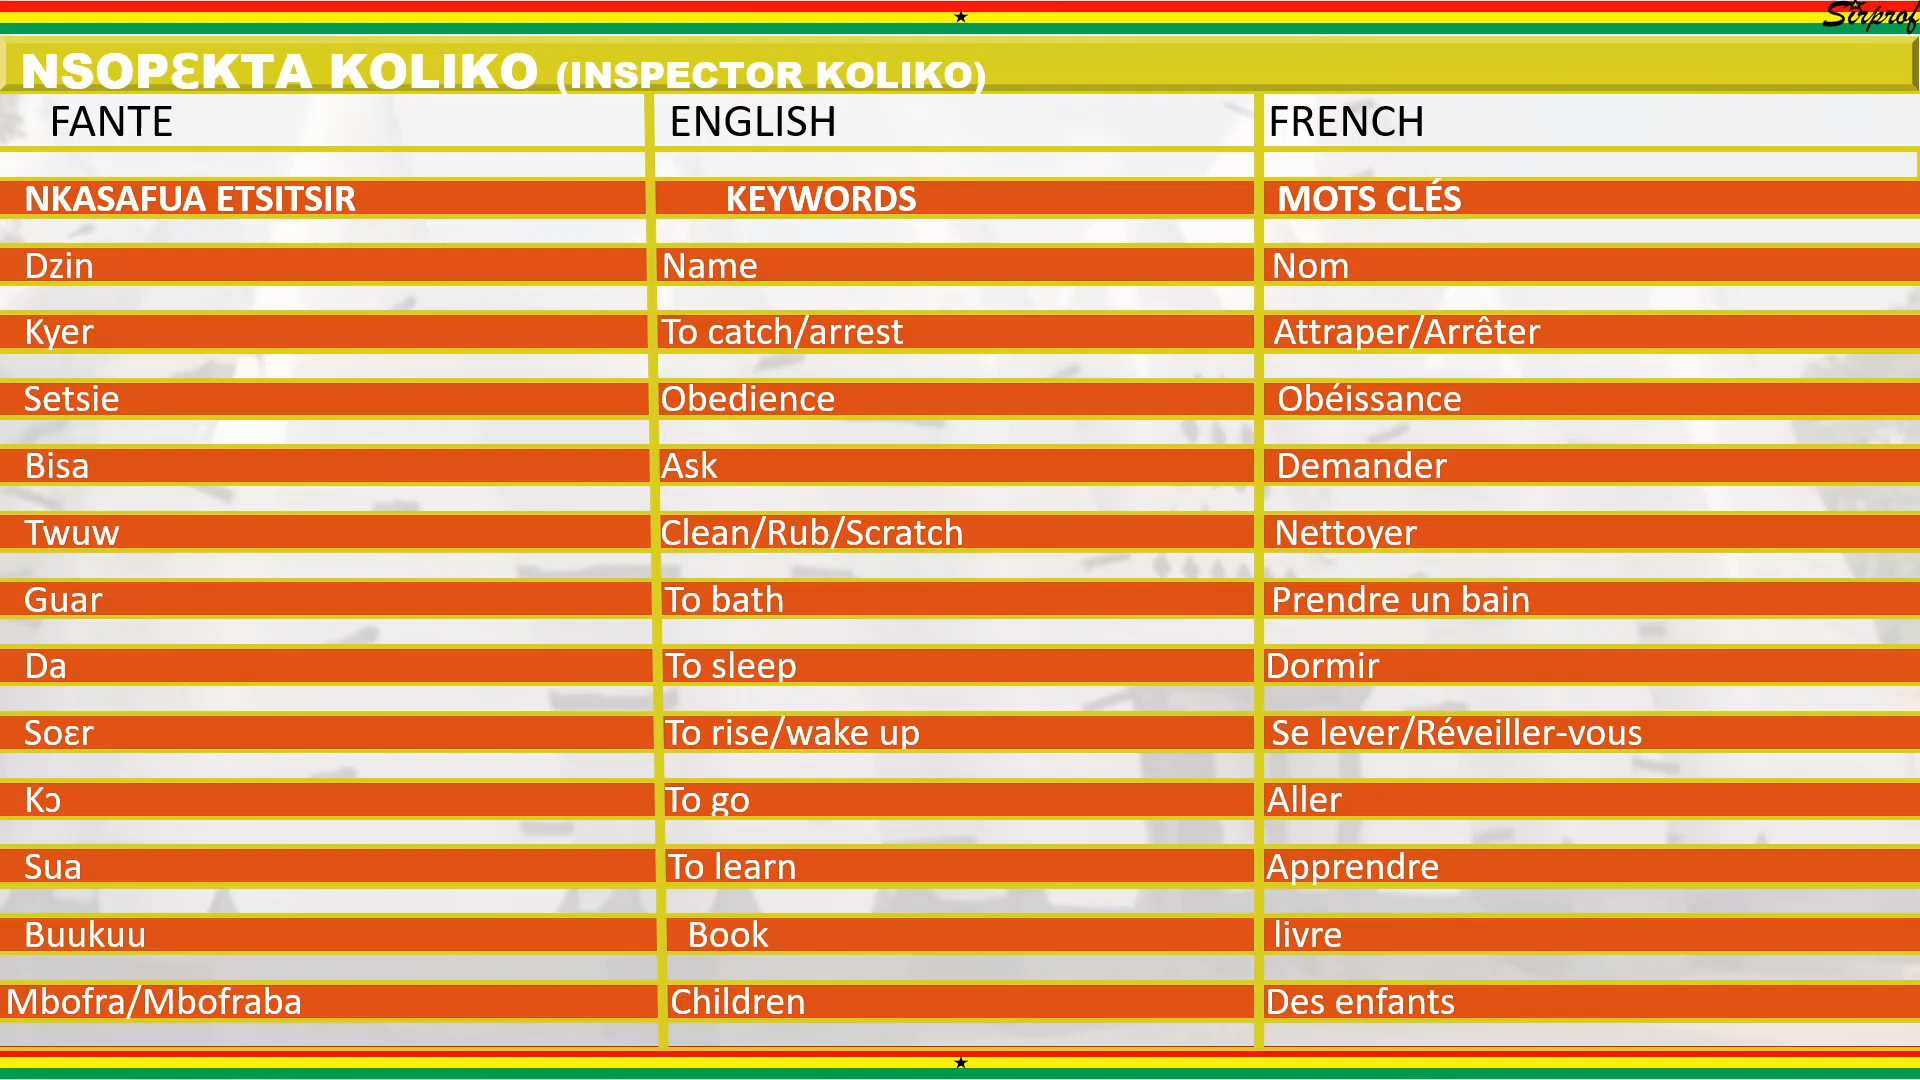 Sirprof
NSOPƐKTA KOLIKO (INSPECTOR KOLIKO)
FANTE ENGLISH FRENCH
NKASAFUA ETSITSIR KEYWORDS MOTS CLÉS
Dzin Name Nom
Kyer To catch/arrest Attraper/Arrêter
Setsie Obedience Obéissance
Bisa Ask Demander
Twuw Clean/Rub/Scratch Nettoyer
Guar To bath Prendre un bain
Da To sleep Dormir
Soɛr To rise/wake up Se lever/Réveiller-vous
Kɔ To go Aller
Sua To learn Apprendre
Buukuu Book livre
Mbofra/Mbofraba Children Des enfants